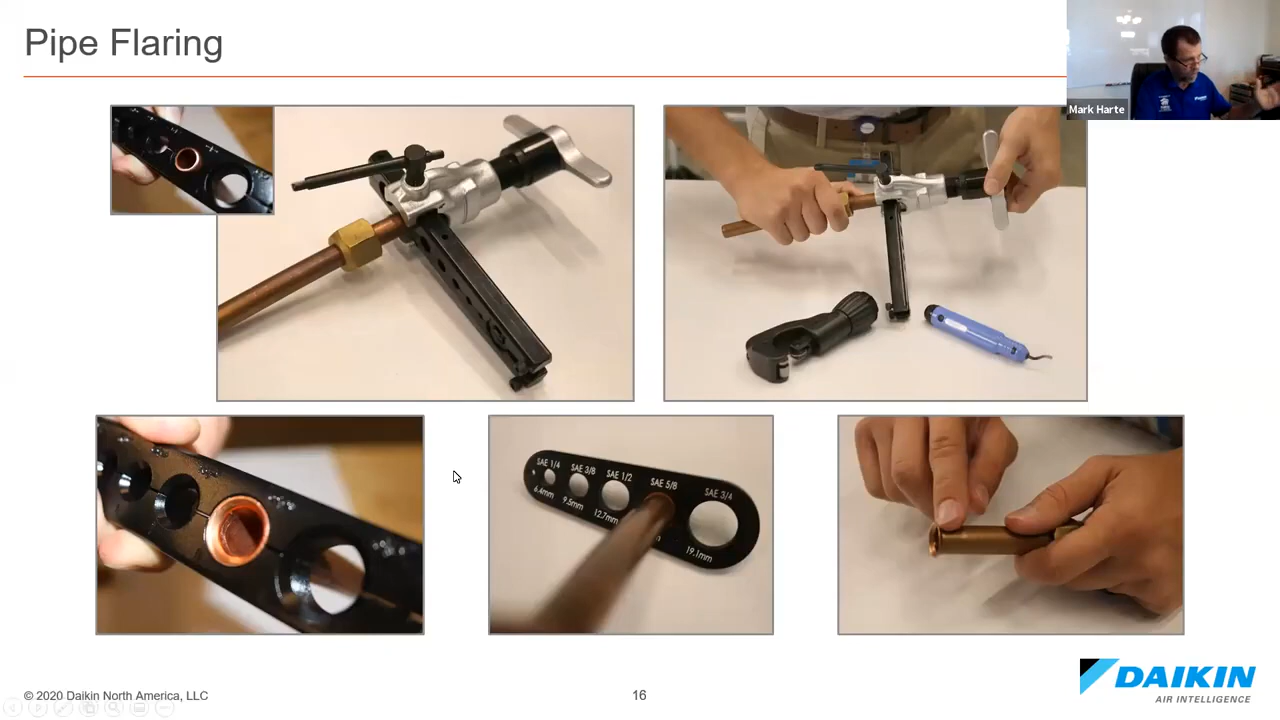 Pipe Flaring
Mark Harte
SAE 1/4
SAE 3/8
SAE 1/2
SAE 5/8
SAE 3/4
6.4mm
9.5mm
12.7mm
19.1mm
© 2020 Daikin North America, LLC
16
DAIKIN
AIR INTELLIGENCE